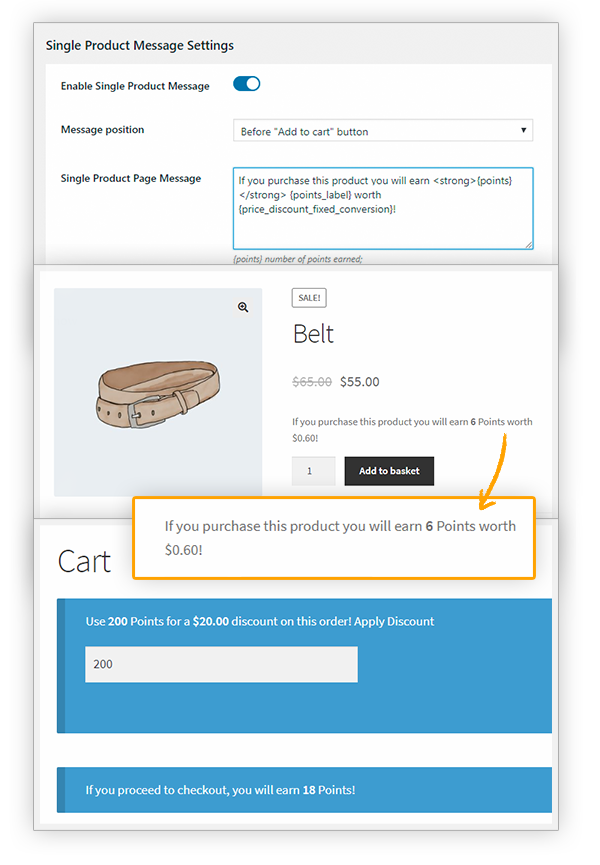 Single Product Message Settings
Enable Single Product Message
Message position
Before "Add to cart" button
Single Product Page Message
If you purchase this product you will earn <strong>{points}
</strong> {points_label} worth
{price_discount_fixed_conversion}!
{points} number of points earned;
SALE!
Belt
$65.00 $55.00
If you purchase this product you will earn 6 Points worth
$0.60!
1
Add to basket
If you purchase this product you will earn 6 Points worth
$0.60!
Cart
Use 200 Points for a $20.00 discount on this order! Apply Discount
200
If you proceed to checkout, you will earn 18 Points!